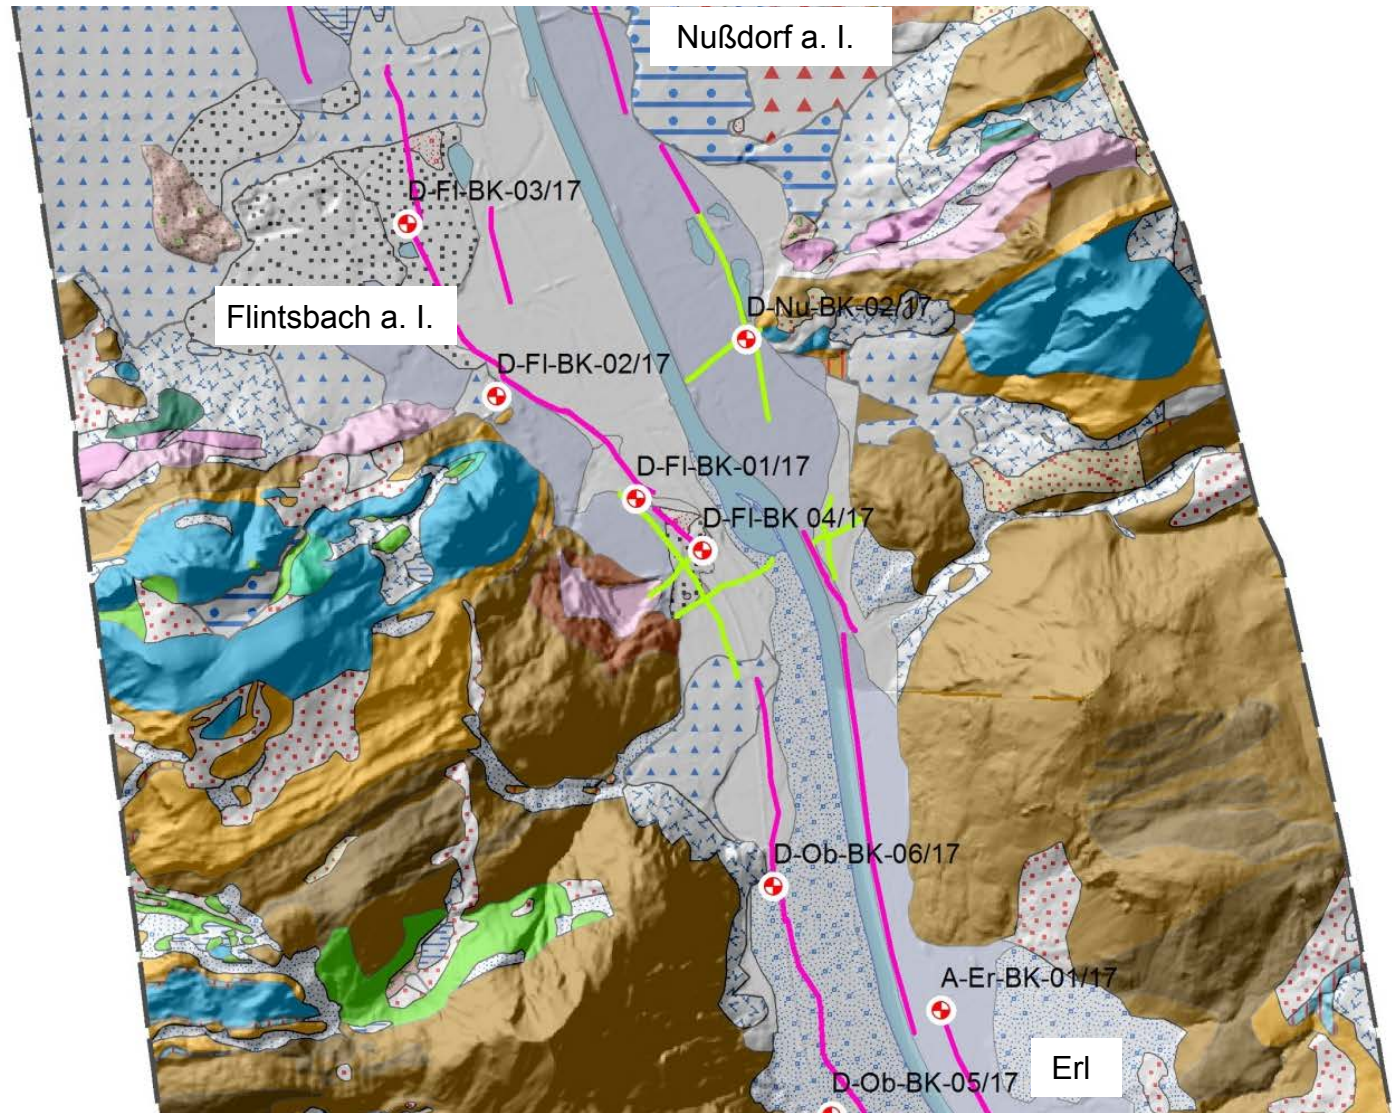 Nußdorf a. I.
D-Fl-BK-03/17
Flintsbach a. I.
D-Nu-BK-02/17
D-Fl-BK-02/17
D-Fl-BK-01/17
D-Fl-BK 04/17
D-Ob-BK-06/17
A-Er-BK-01/17
Erl
D-Ob-BK-05/17